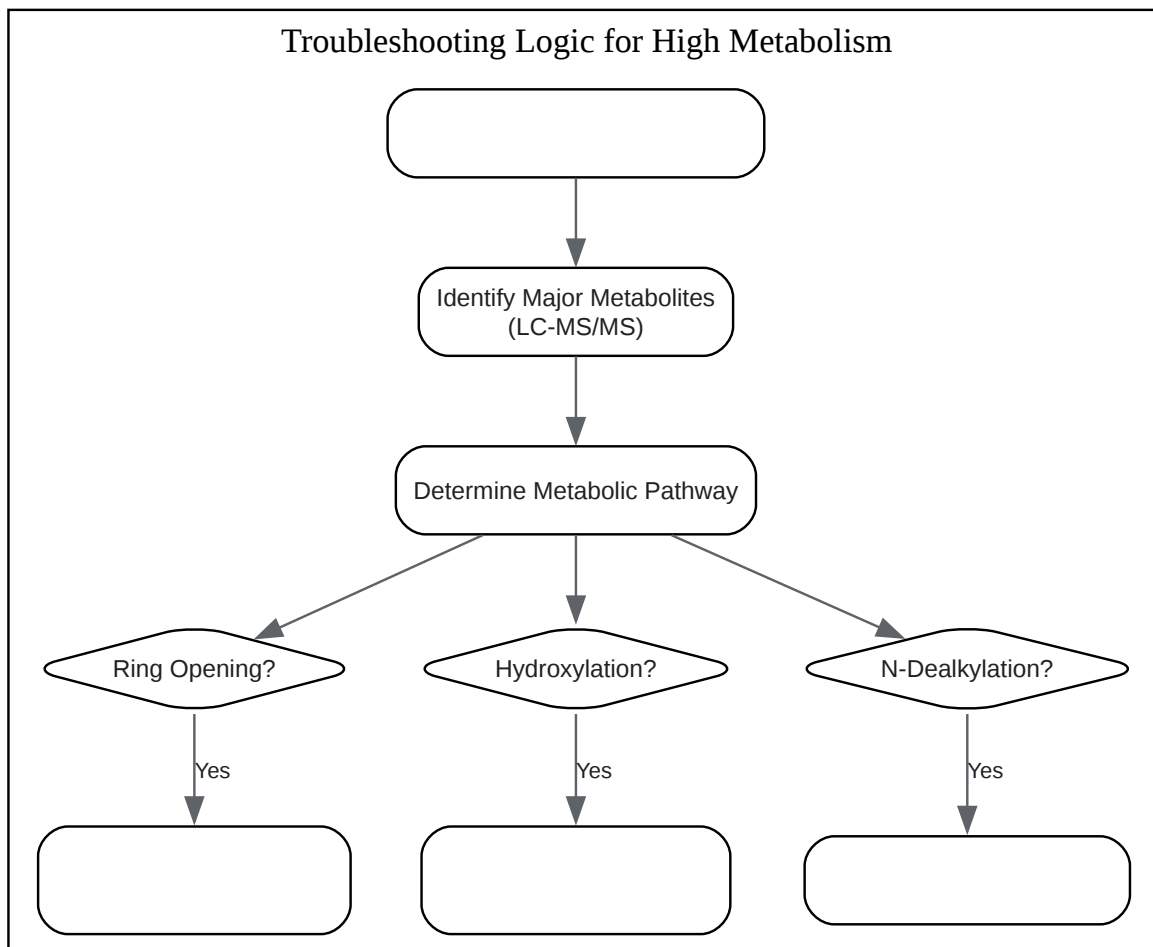 Troubleshooting Logic for High Metabolism
Identify Major Metabolites
(LC-MS/MS)
Determine Metabolic Pathway
Ring Opening?
Hydroxylation?
N-Dealkylation?
Yes
Yes
Yes